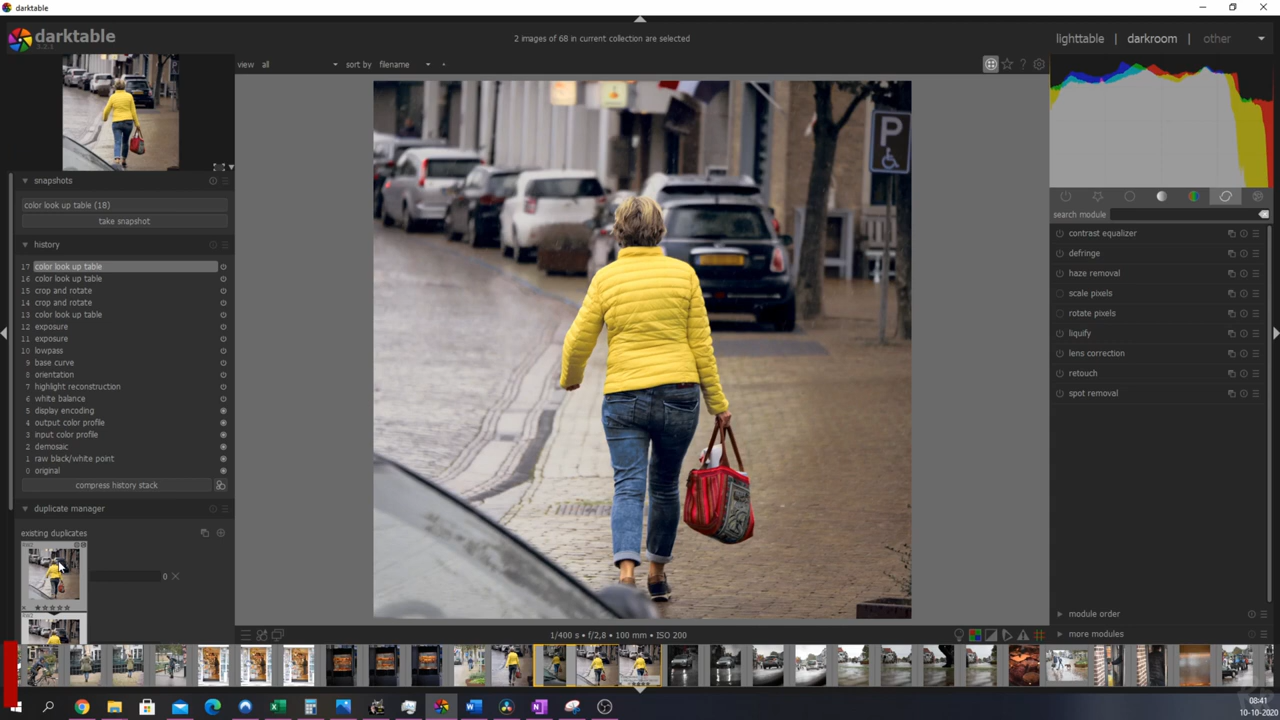 darktable
darktable
3.2.1
2 images of 68 in current collection are selected
lighttable | darkroom | other
view all sort by filename
P
snapshots
color look up table (18)
take snapshot
history
17 color look up table
16 color look up table
15 crop and rotate
14 crop and rotate
13 color look up table
12 exposure
11 exposure
10 lowpass
9 base curve
8 orientation
7 highlight reconstruction
6 white balance
5 display encoding
4 output color profile
3 input color profile
2 demosaic
1 raw black/white point
0 original
compress history stack
duplicate manager
existing duplicates
0
search module
contrast equalizer
defringe
haze removal
scale pixels
rotate pixels
liquify
lens correction
retouch
spot removal
module order
more modules
1/400 s • f/2,8 • 100 mm • ISO 200
08:41
10-10-2020